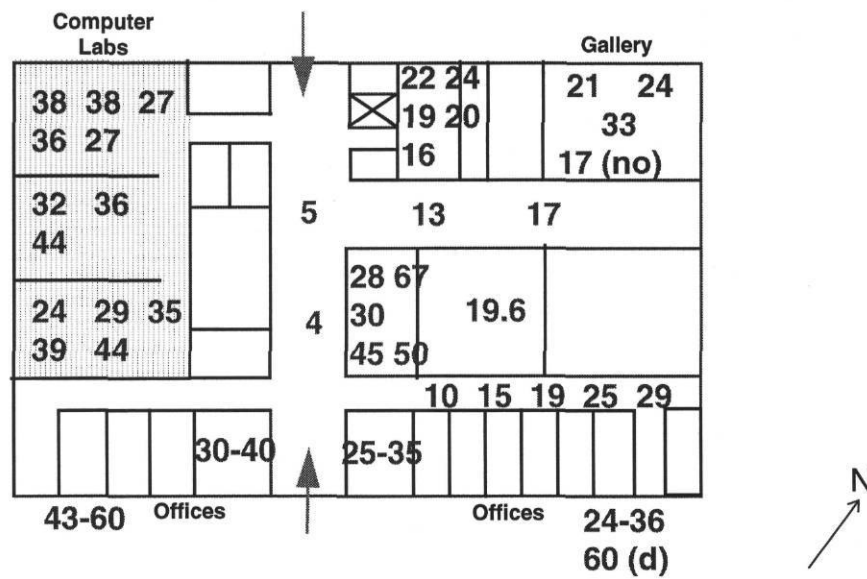 Computer
Labs
Gallery
38 38 27
36 27
32 36
44
24 29 35
39 44
22 24
19 20
16
21 24
33
17 (no)
5 13 17
4
28 67
30
45 50
19.6
10 15 19 25 29
30-40
25-35
43-60
Offices
Offices
24-36
60 (d)
N